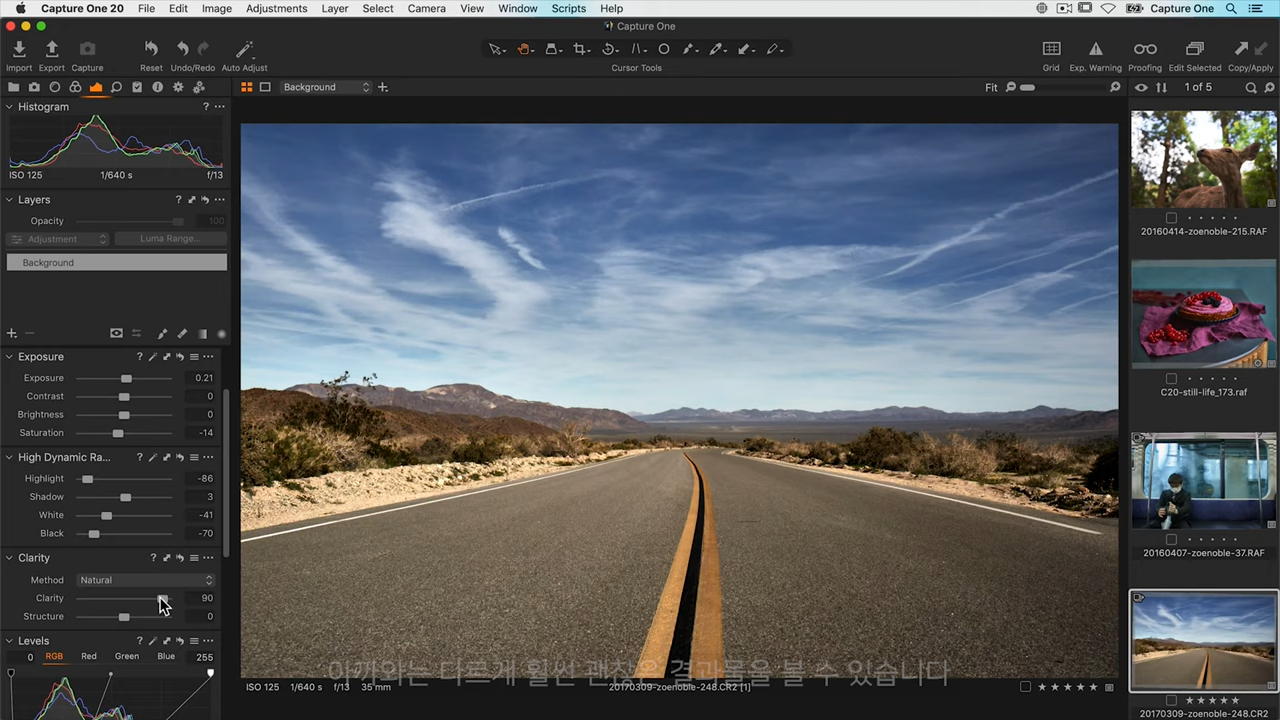 Capture One 20 File Edit Image Adjustments Layer Select Camera View Window Scripts Help Capture One
Capture One
Import Export Capture Reset Undo/Redo Auto Adjust Cursor Tools Grid Exp. Warning Proofing Edit Selected Copy/Apply
Background Fit 1 of 5
Histogram ? ...
ISO 125 1/640 s f/13
Layers ? ...
Opacity 100
Adjustment Luma Range...
Background
Exposure ? ...
Exposure 0.21
Contrast 0
Brightness 0
Saturation -14
High Dynamic Ra... ? ...
Highlight -86
Shadow 3
White -41
Black -70
Clarity ? ...
Method Natural
Clarity 90
Structure 0
Levels ? ...
0 RGB Red Green Blue 255
아까와는 다르게 훨씬 괜찮은 결과물을 볼 수 있습니다
ISO 125 1/640 s f/13 35 mm 20170309-zoenoble-248.CR2 [1]
20160414-zoenoble-215.RAF
C20-still-life_173.raf
20160407-zoenoble-37.RAF
20170309-zoenoble-248.CR2